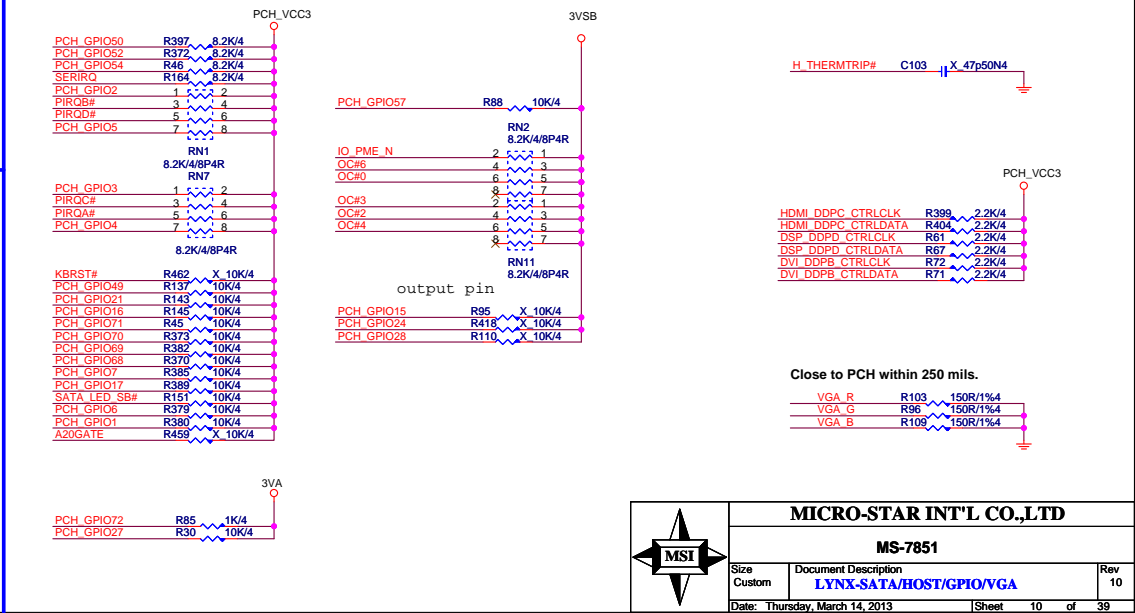 PCH_VCC3
PCH_GPIO50 R397 8.2K/4
PCH_GPIO52 R372 8.2K/4
PCH_GPIO54 R46 8.2K/4
SERIRQ R164 8.2K/4
PCH_GPIO2 1 2
PIRQB# 3 4
PIRQD# 5 6
PCH_GPIO5 7 8
RN1
8.2K/4/8P4R
RN7
PCH_GPIO3 1 2
PIRQC# 3 4
PIRQA# 5 6
PCH_GPIO4 7 8
8.2K/4/8P4R
KBRST# R462 X_10K/4
PCH_GPIO49 R137 10K/4
PCH_GPIO21 R143 10K/4
PCH_GPIO16 R145 10K/4
PCH_GPIO71 R45 10K/4
PCH_GPIO70 R373 10K/4
PCH_GPIO69 R382 10K/4
PCH_GPIO68 R370 10K/4
PCH_GPIO7 R385 10K/4
PCH_GPIO17 R389 10K/4
SATA_LED_SB# R151 10K/4
PCH_GPIO6 R379 10K/4
PCH_GPIO1 R380 10K/4
A20GATE R459 X_10K/4
3VA
PCH_GPIO72 R85 1K/4
PCH_GPIO27 R30 10K/4
3VSB
PCH_GPIO57 R88 10K/4
RN2
8.2K/4/8P4R
IO_PME_N 2 1
OC#6 4 3
OC#0 6 5
8 7
OC#3 2 1
OC#2 4 3
OC#4 6 5
8 7
RN11
8.2K/4/8P4R
output pin
PCH_GPIO15 R95 X_10K/4
PCH_GPIO24 R418 X_10K/4
PCH_GPIO28 R110 X_10K/4
H_THERMTRIP# C103 X_47p50N4
PCH_VCC3
HDMI_DDPC_CTRLCLK R399 2.2K/4
HDMI_DDPC_CTRLDATA R404 2.2K/4
DSP_DDPD_CTRLCLK R61 2.2K/4
DSP_DDPD_CTRLDATA R67 2.2K/4
DVI_DDPB_CTRLCLK R72 2.2K/4
DVI_DDPB_CTRLDATA R71 2.2K/4
Close to PCH within 250 mils.
VGA_R R103 150R/1%4
VGA_G R96 150R/1%4
VGA_B R109 150R/1%4
MSI
MICRO-STAR INT'L CO.,LTD
MS-7851
Size Document Description Rev
Custom LYNX-SATA/HOST/GPIO/VGA 10
Date: Thursday, March 14, 2013 Sheet 10 of 39